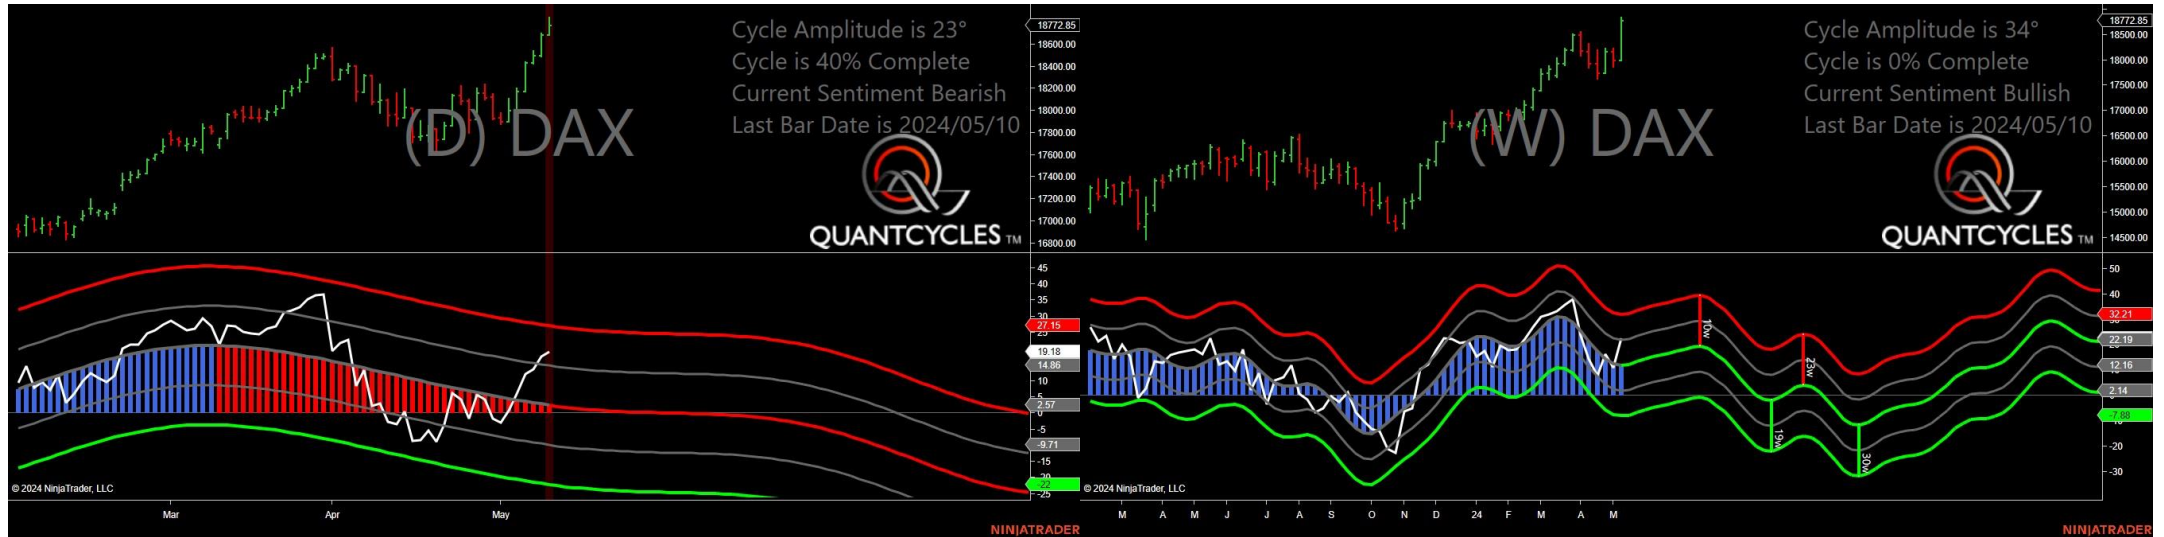 Cycle Amplitude is 23°
Cycle is 40% Complete
Current Sentiment Bearish
Last Bar Date is 2024/05/10
(D) DAX
QUANTCYCLES TM
18772.85
18600.00
18400.00
18200.00
18000.00
17800.00
17600.00
17400.00
17200.00
17000.00
16800.00
45
40
35
30
27.15
19.18
14.86
10
5
2.57
-5
-9.71
-15
-22
-25
© 2024 NinjaTrader, LLC
Mar
Apr
May
NINJATRADER
Cycle Amplitude is 34°
Cycle is 0% Complete
Current Sentiment Bullish
Last Bar Date is 2024/05/10
(W) DAX
QUANTCYCLES TM
18772.85
18500.00
18000.00
17500.00
17000.00
16500.00
16000.00
15500.00
15000.00
14500.00
50
40
32.21
22.19
12.16
2.14
-7.88
-20
-30
10w
19w
23w
30w
© 2024 NinjaTrader, LLC
M A M J J A S O N D 24 F M A M
NINJATRADER